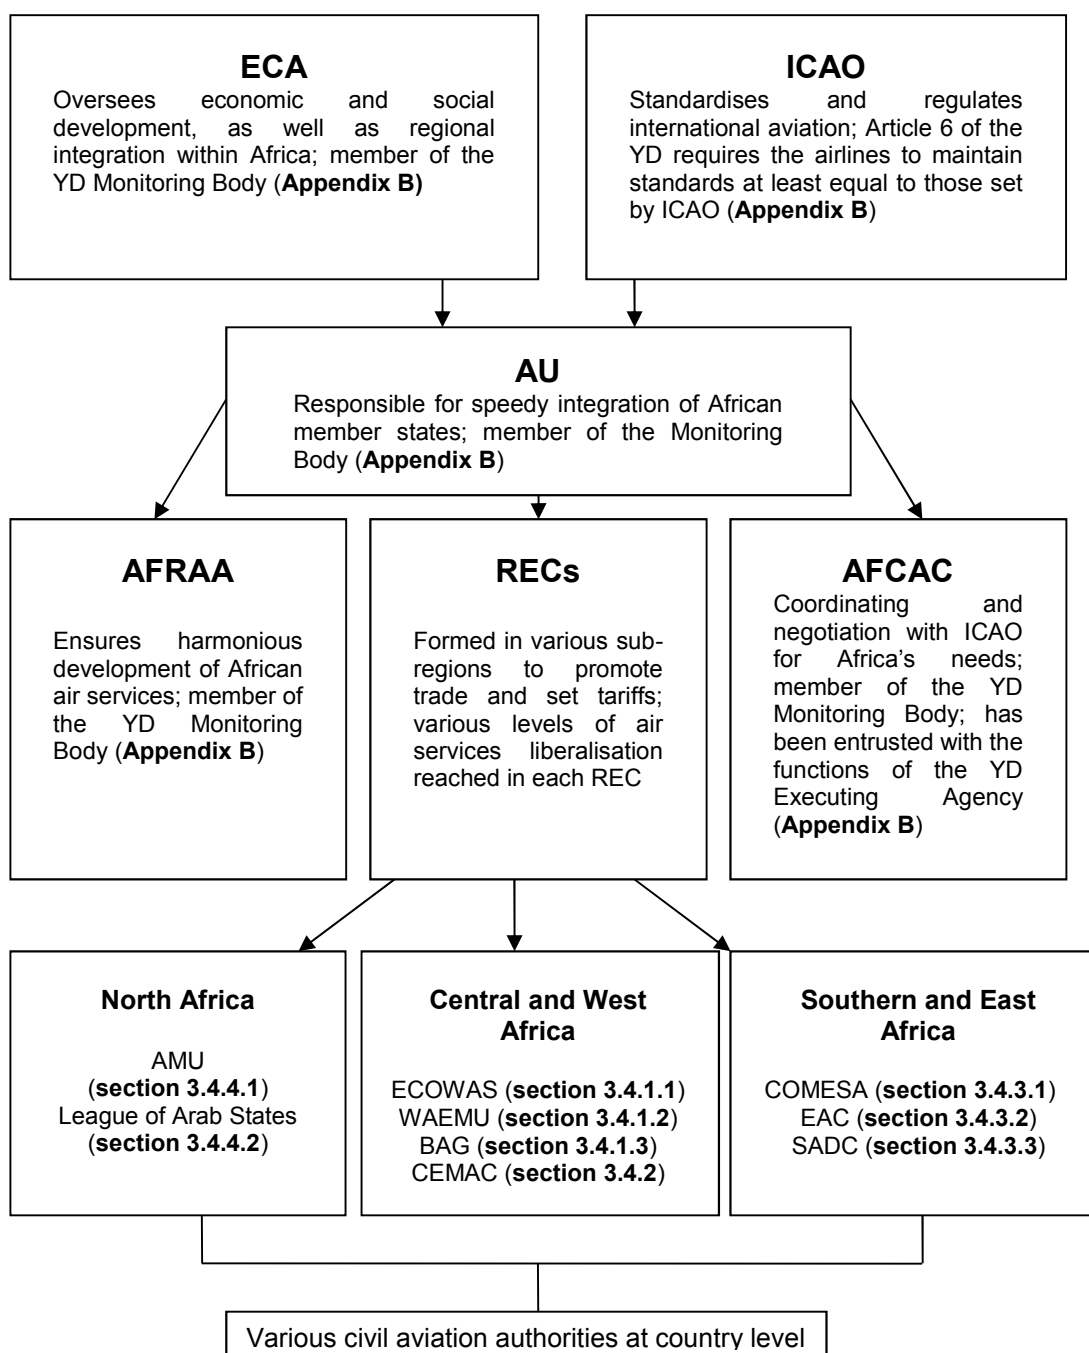 ECA
Oversees economic and social
development, as well as regional
integration within Africa; member of the
YD Monitoring Body (Appendix B)
ICAO
Standardises and regulates
international aviation; Article 6 of the
YD requires the airlines to maintain
standards at least equal to those set
by ICAO (Appendix B)
AU
Responsible for speedy integration of African
member states; member of the Monitoring
Body (Appendix B)
AFRAA
Ensures harmonious
development of African
air services; member of
the YD Monitoring
Body (Appendix B)
RECs
Formed in various sub-
regions to promote
trade and set tariffs;
various levels of air
services liberalisation
reached in each REC
AFCAC
Coordinating and
negotiation with ICAO
for Africa's needs;
member of the YD
Monitoring Body; has
been entrusted with the
functions of the YD
Executing Agency
(Appendix B)
North Africa
AMU
(section 3.4.4.1)
League of Arab States
(section 3.4.4.2)
Central and West
Africa
ECOWAS (section 3.4.1.1)
WAEMU (section 3.4.1.2)
BAG (section 3.4.1.3)
CEMAC (section 3.4.2)
Southern and East
Africa
COMESA (section 3.4.3.1)
EAC (section 3.4.3.2)
SADC (section 3.4.3.3)
Various civil aviation authorities at country level